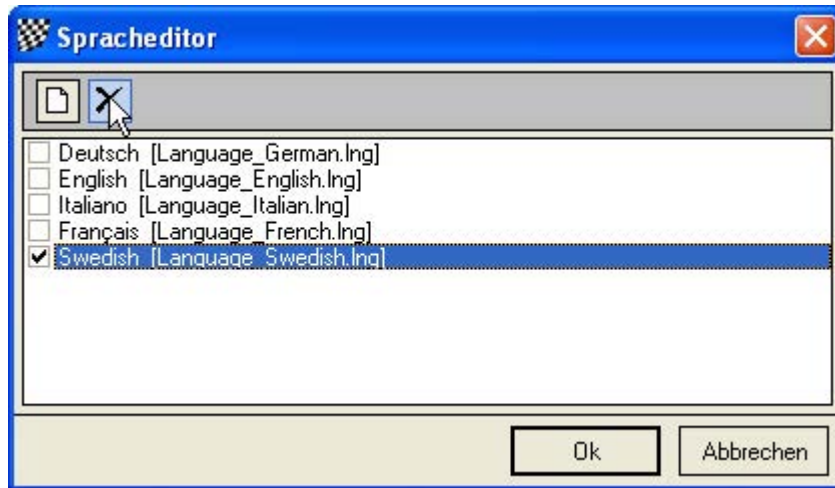 Spracheditor
Deutsch [Language_German.lng]
English [Language_English.lng]
Italiano [Language_Italian.lng]
Français [Language_French.lng]
Swedish [Language_Swedish.lng]
Ok
Abbrechen